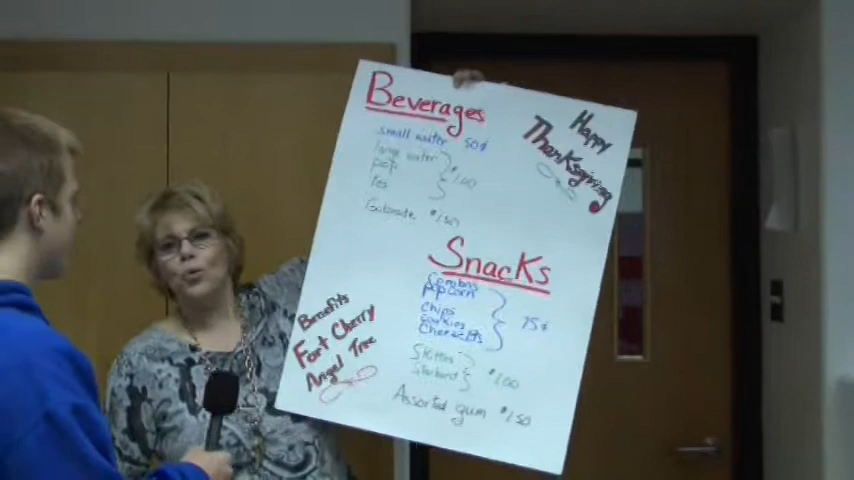 Beverages
small water 50¢
large water
pop
Tea
$1.00
Gatorade $1.50
Happy
Thanksgiving
Snacks
Combos
popcorn
chips
cookies
Cheezits
75¢
Skittles
Starburst
$1.00
Assorted gum $1.50
Benefits
Fort Cherry
Angel Tree